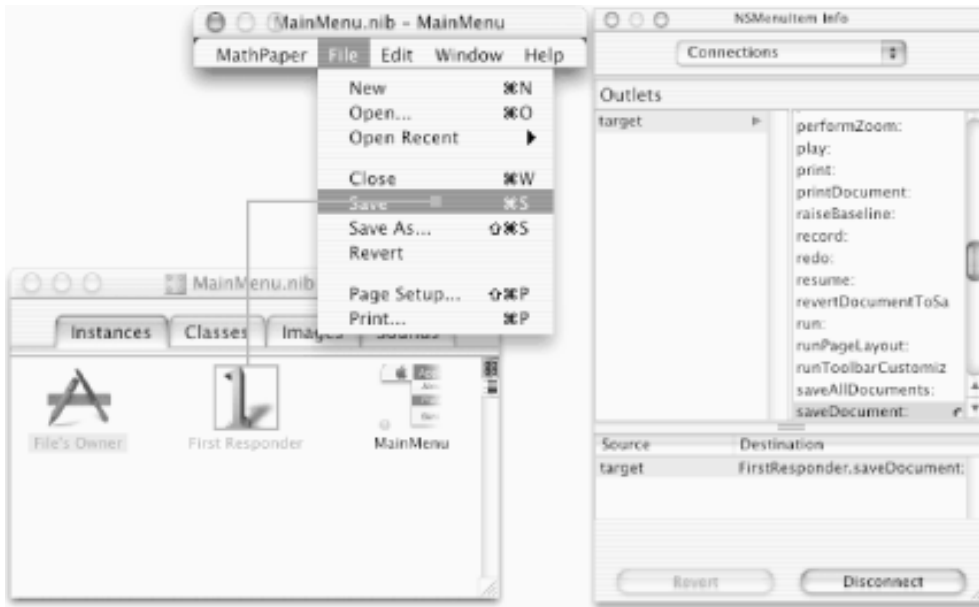 MainMenu.nib – MainMenu
MathPaper File Edit Window Help
New ⌘N
Open... ⌘O
Open Recent
Close ⌘W
Save ⌘S
Save As... ⇧⌘S
Revert
Page Setup... ⇧⌘P
Print... ⌘P
MainMenu.nib
Instances Classes Images Sounds
File's Owner First Responder MainMenu
NSMenuItem Info
Connections
Outlets
target
performZoom:
play:
print:
printDocument:
raiseBaseline:
record:
redo:
resume:
revertDocumentToSa
run:
runPageLayout:
runToolbarCustomiz
saveAllDocuments:
saveDocument:
Source Destination
target FirstResponder.saveDocument:
Revert Disconnect